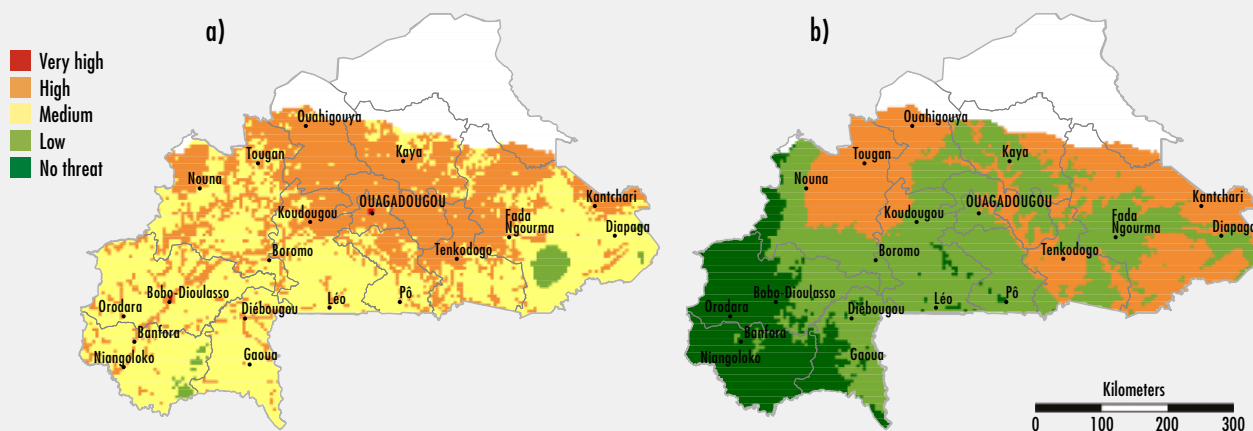 a)
b)
Very high
High
Medium
Low
No threat
Ouahigouya
Tougan
Kaya
Nouna
OUAGADOUGOU
Koudougou
Kantchari
Fada
Ngourma
Diapaga
Boromo
Tenkodogo
Bobo-Dioulasso
Orodara
Léo
Pô
Diébougou
Banfora
Niangoloko
Gaoua
Ouahigouya
Tougan
Kaya
Nouna
OUAGADOUGOU
Koudougou
Kantchari
Fada
Ngourma
Diapaga
Boromo
Tenkodogo
Bobo-Dioulasso
Orodara
Léo
Pô
Diébougou
Banfora
Niangoloko
Gaoua
Kilometers
0 100 200 300